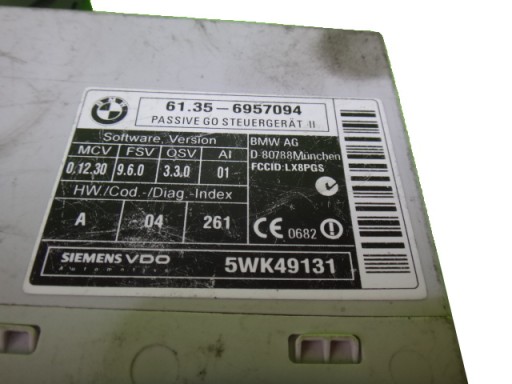 BMW
61.35 – 6957094
PASSIVE GO STEUERGERÄT II
Software, Version
MCV FSV QSV AI
0,12,30 9.6.0 3.3.0 01
HW./Cod.-/Diag.-Index
A 04 261
BMW AG
D-80788 München
FCCID:LX8PGS
CE 0682
SIEMENS VDO
Automotive
5WK49131